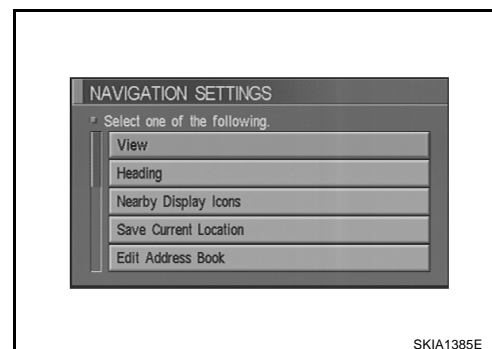 NAVIGATION SETTINGS
Select one of the following.
View
Heading
Nearby Display Icons
Save Current Location
Edit Address Book
SKIA1385E